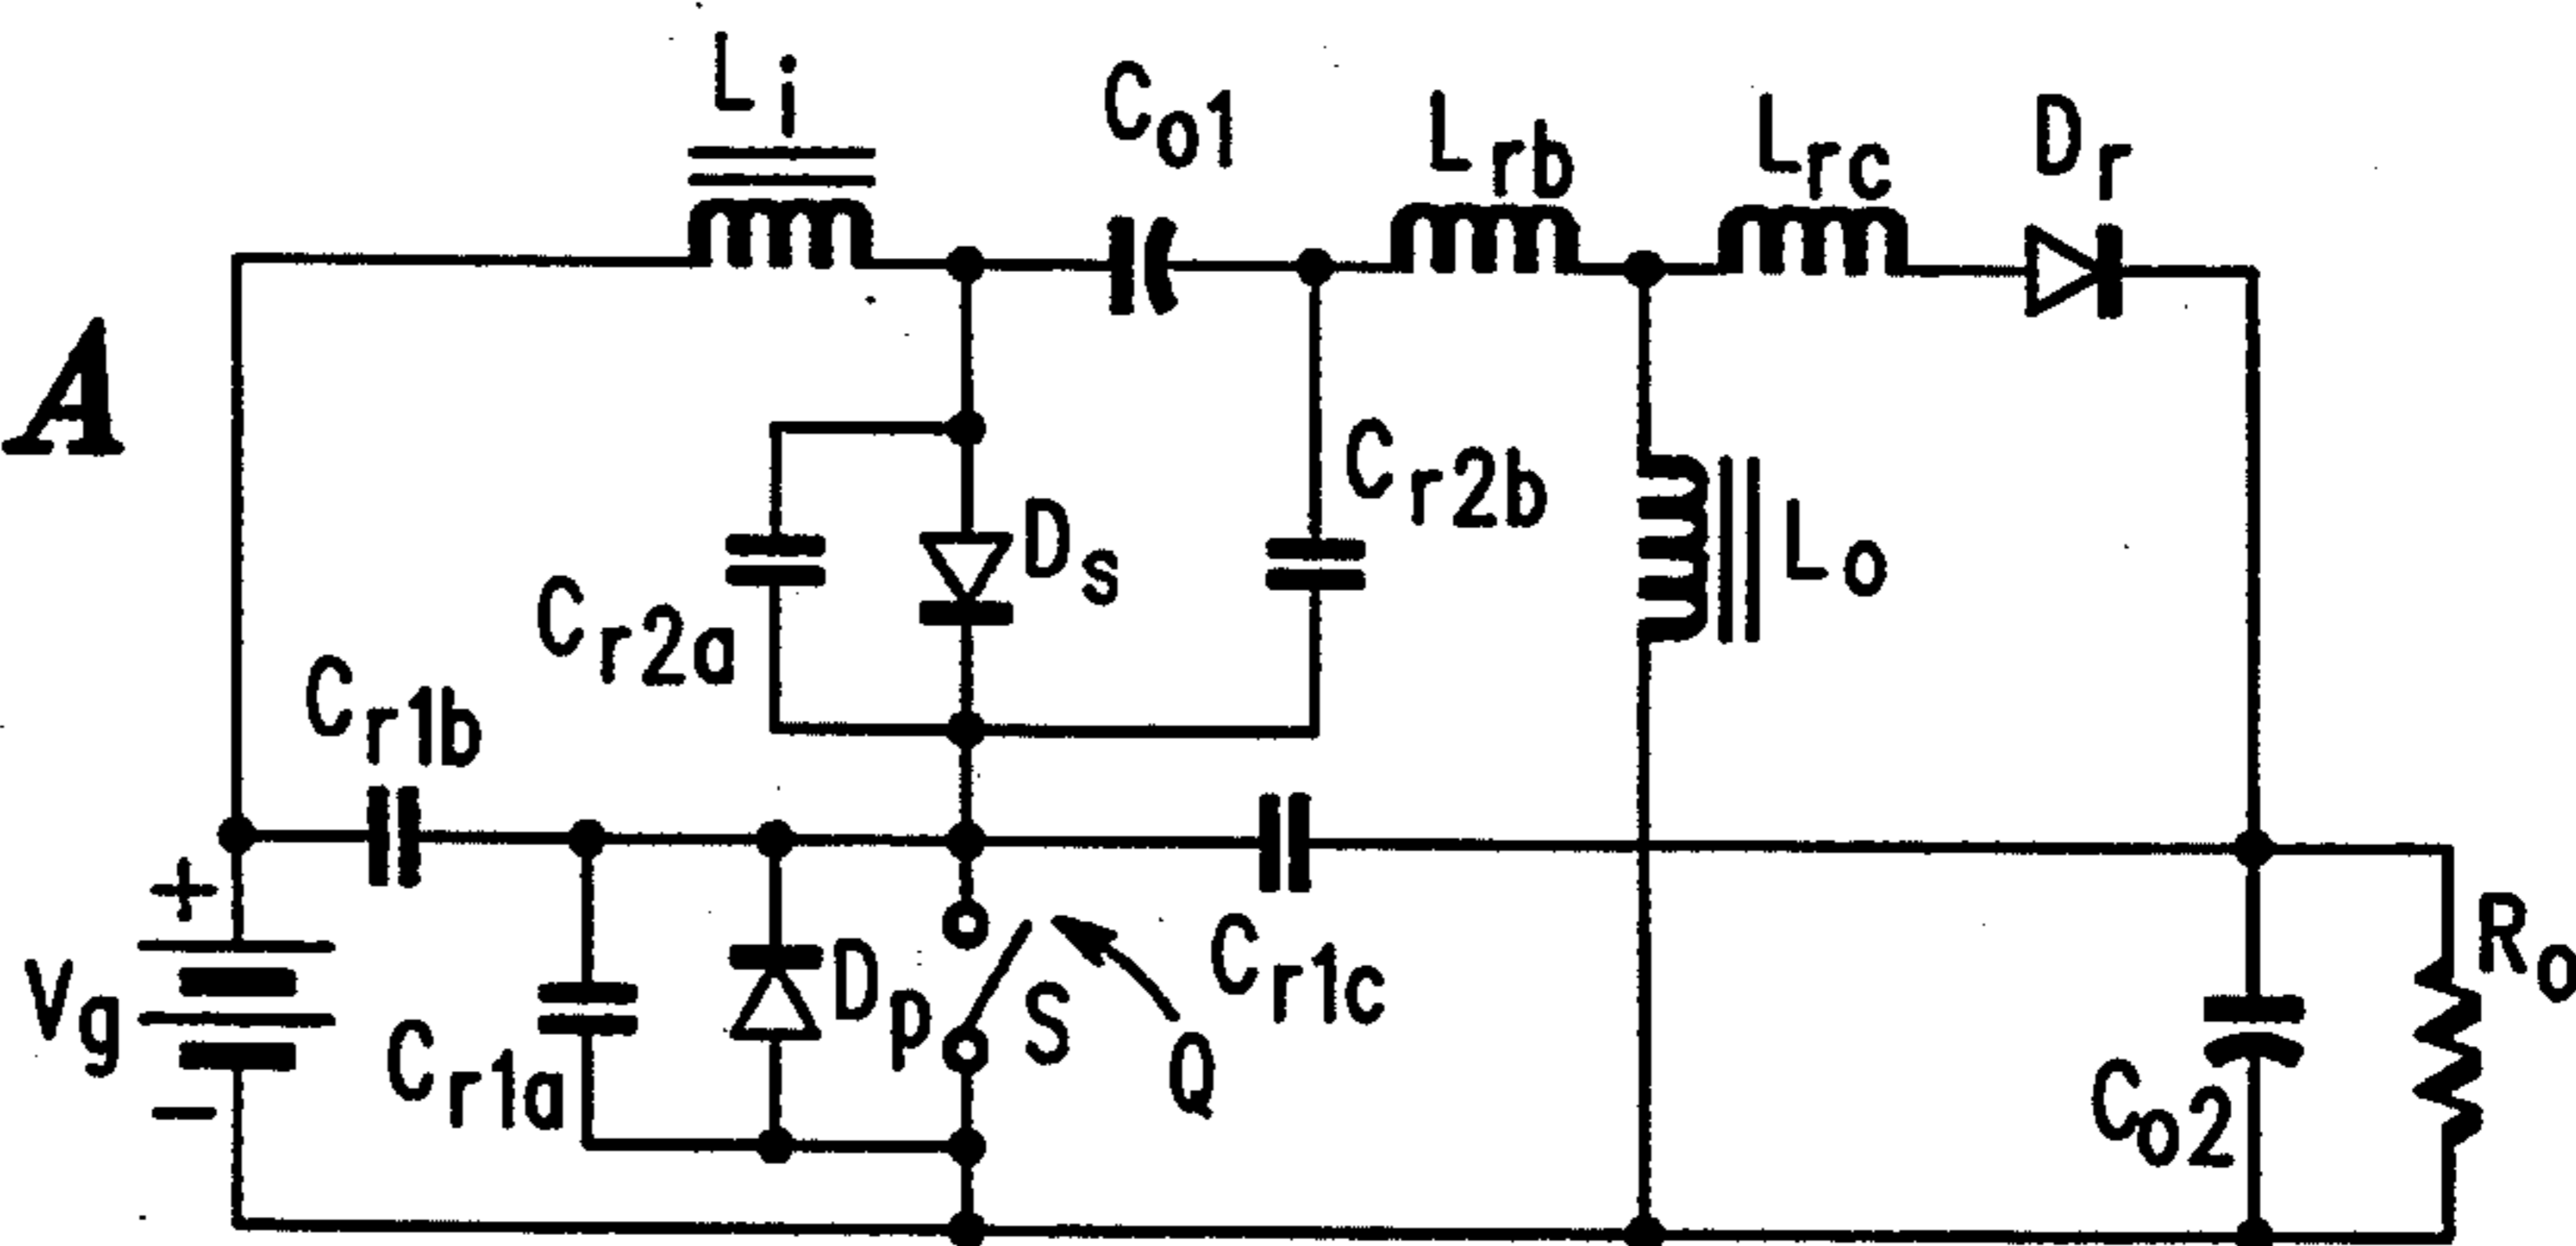 Li
Co1
Lrb
Lrc
Dr
A
Cr2a
Ds
Cr2b
Lo
Cr1b
+
Vg
−
Cr1a
Dp
S
Q
Cr1c
Co2
Ro